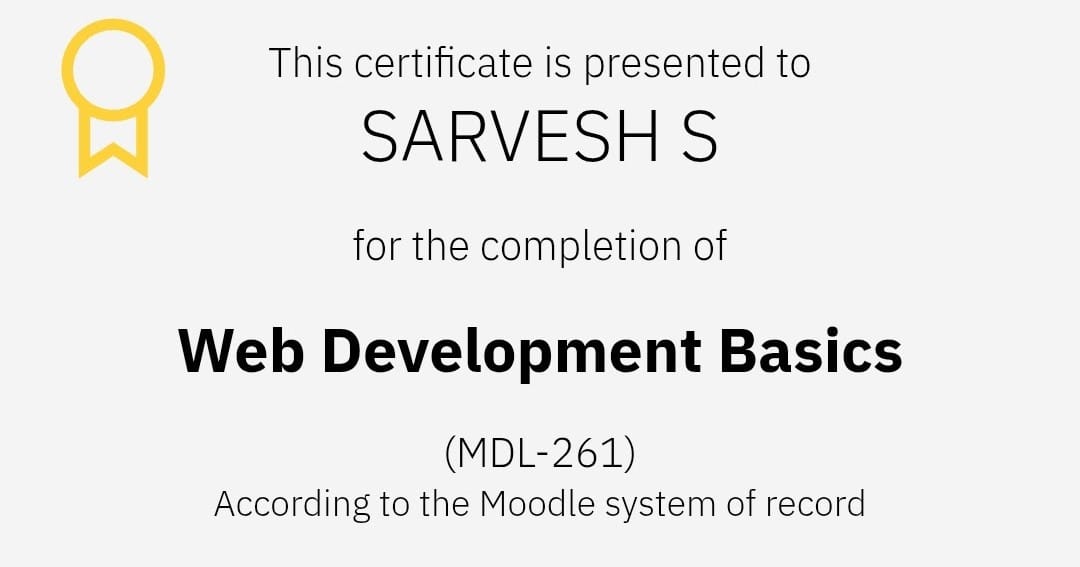 This certificate is presented to
SARVESH S
for the completion of
Web Development Basics
(MDL-261)
According to the Moodle system of record